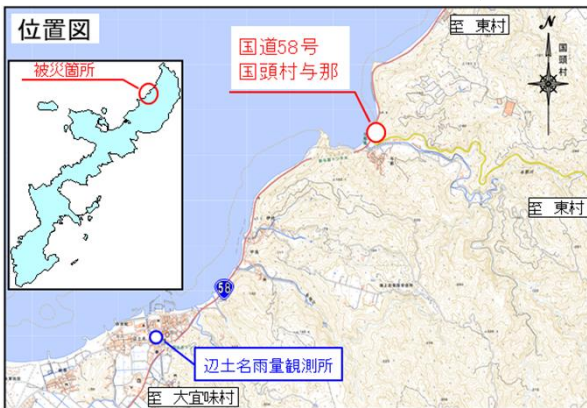 位置図
被災箇所
国道58号
国頭村与那
至 東村
N
国頭村
至 東村
58
辺土名雨量観測所
至 大宜味村